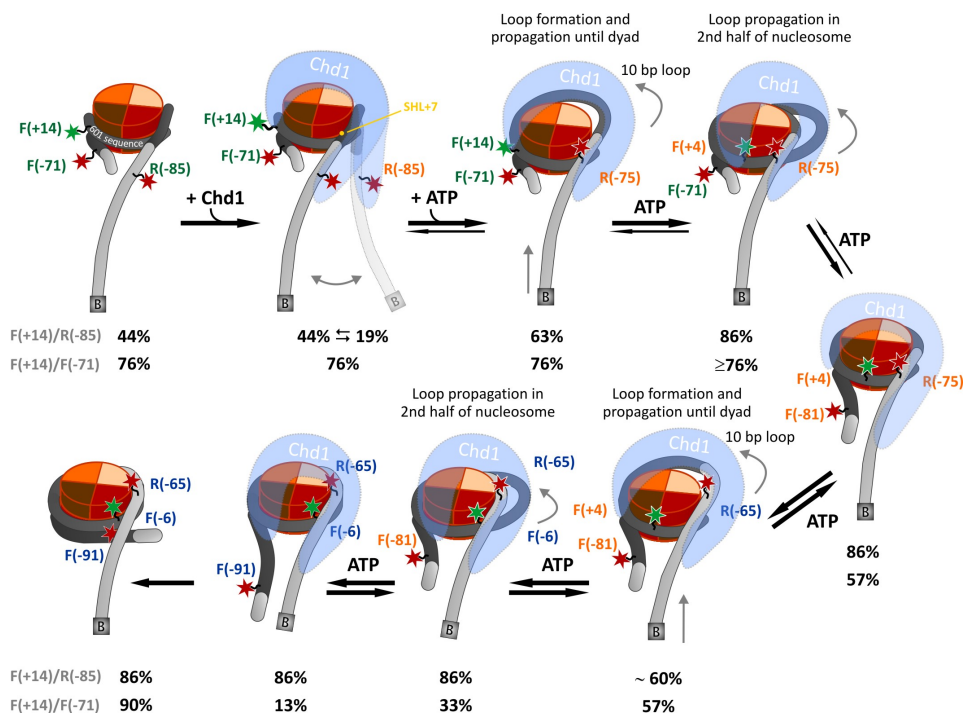 Loop formation and
propagation until dyad
Loop propagation in
2nd half of nucleosome
Chd1
Chd1
Chd1
10 bp loop
SHL+7
F(+14)
601 sequence
F(-71)
R(-85)
F(+14)
F(-71)
R(-85)
F(+14)
F(-71)
R(-75)
F(+4)
F(-71)
R(-75)
+ Chd1
+ ATP
ATP
ATP
B
B
B
B
B
F(+14)/R(-85) 44% 44% ⇆ 19% 63% 86%
F(+14)/F(-71) 76% 76% 76% ≥76%
Chd1
F(+4)
R(-75)
F(-81)
B
ATP
86%
57%
Loop propagation in
2nd half of nucleosome
Loop formation and
propagation until dyad
Chd1
Chd1
Chd1
10 bp loop
R(-65)
F(-6)
F(-91)
R(-65)
F(-6)
F(-91)
R(-65)
F(-81)
F(-6)
F(+4)
F(-81)
R(-65)
ATP
ATP
B
B
B
B
F(+14)/R(-85) 86% 86% 86% ~ 60%
F(+14)/F(-71) 90% 13% 33% 57%